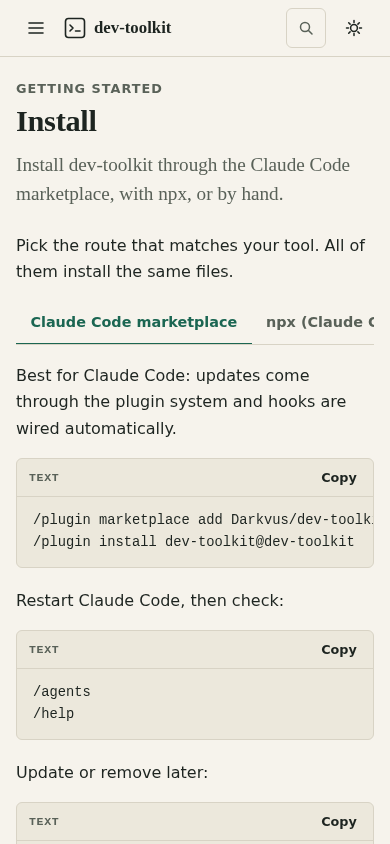 dev-toolkit
GETTING STARTED
Install
Install dev-toolkit through the Claude Code
marketplace, with npx, or by hand.
Pick the route that matches your tool. All of
them install the same files.
Claude Code marketplace
npx (Claude C
Best for Claude Code: updates come
through the plugin system and hooks are
wired automatically.
TEXT
Copy
/plugin marketplace add Darkvus/dev-toolk
/plugin install dev-toolkit@dev-toolkit
Restart Claude Code, then check:
TEXT
Copy
/agents
/help
Update or remove later:
TEXT
Copy